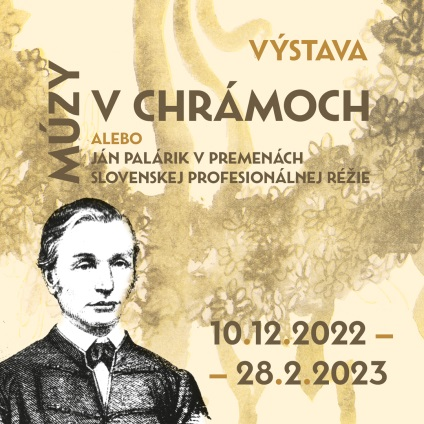 VÝSTAVA
MÚZY
V CHRÁMOCH
ALEBO
JÁN PALÁRIK V PREMENÁCH
SLOVENSKEJ PROFESIONÁLNEJ RÉŽIE
10.12.2022 –
– 28.2.2023